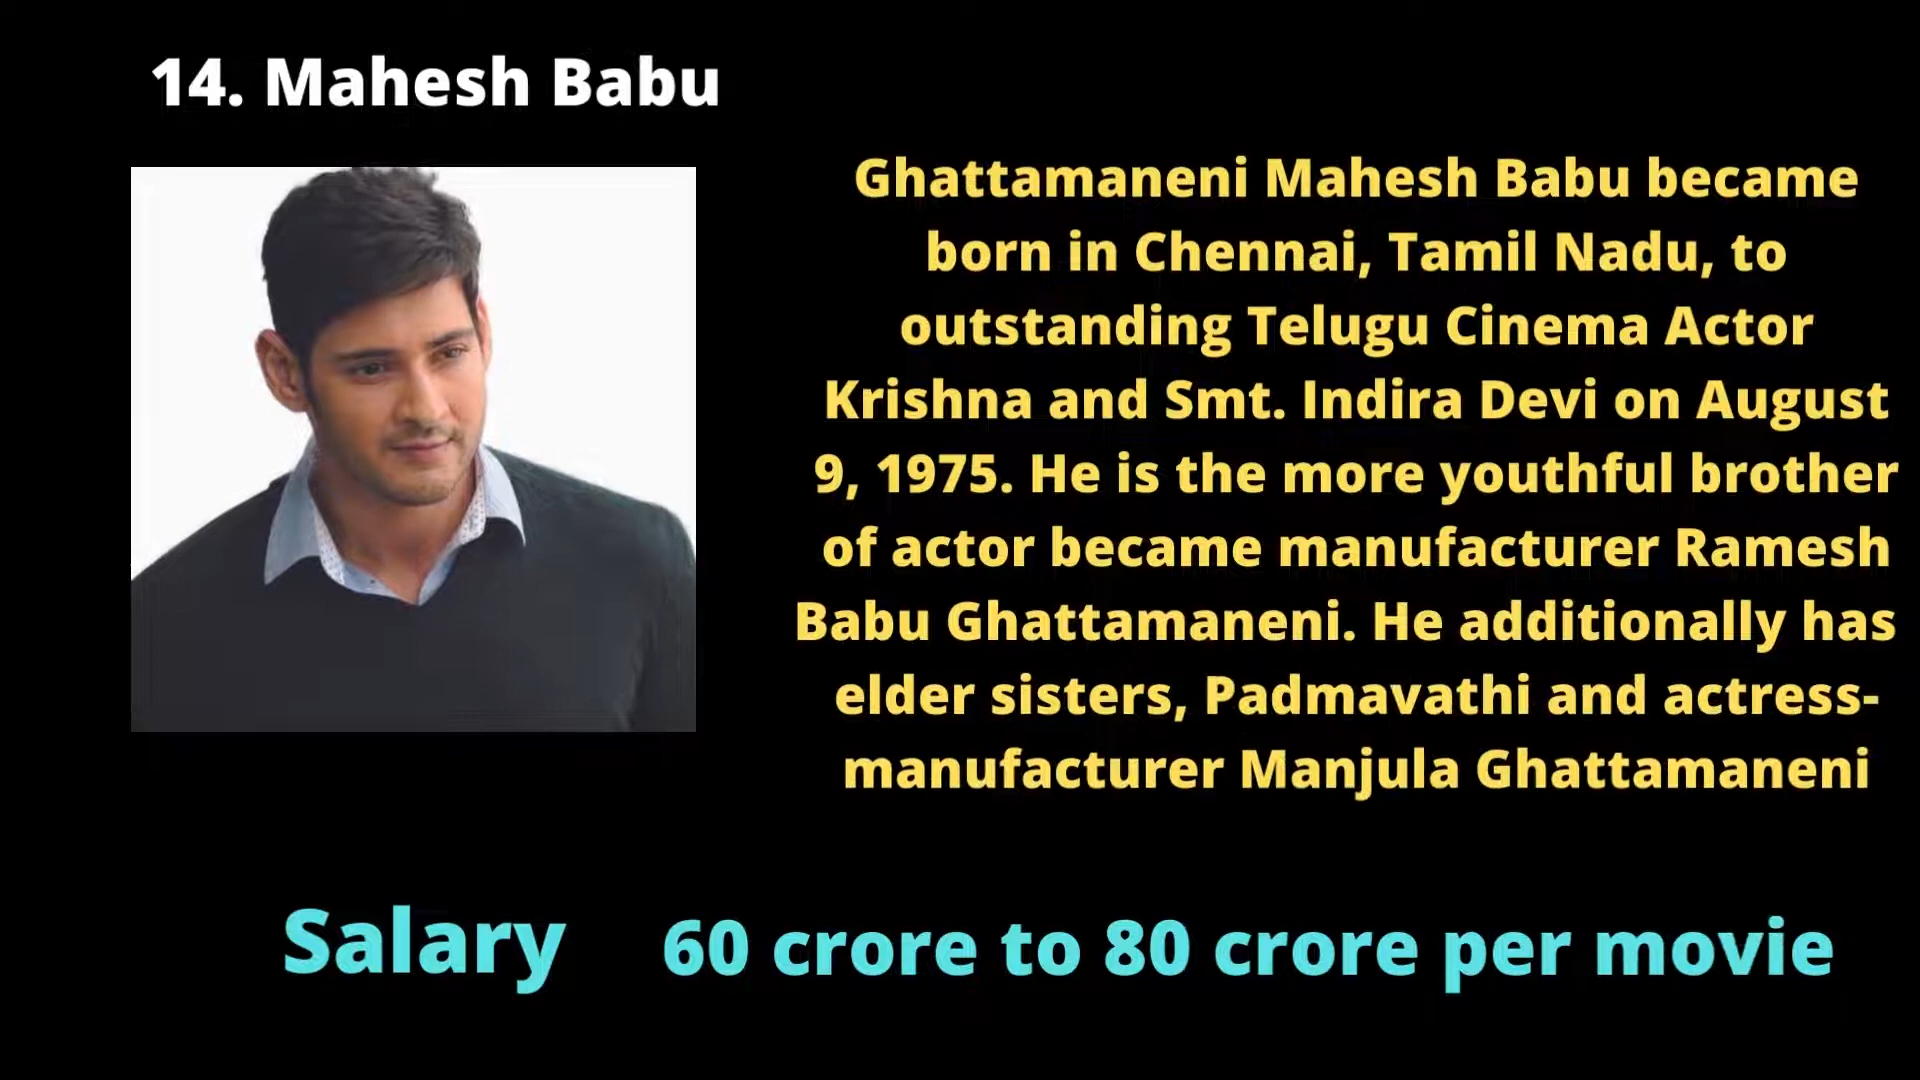 14. Mahesh Babu
Ghattamaneni Mahesh Babu became
born in Chennai, Tamil Nadu, to
outstanding Telugu Cinema Actor
Krishna and Smt. Indira Devi on August
9, 1975. He is the more youthful brother
of actor became manufacturer Ramesh
Babu Ghattamaneni. He additionally has
elder sisters, Padmavathi and actress-
manufacturer Manjula Ghattamaneni
Salary 60 crore to 80 crore per movie